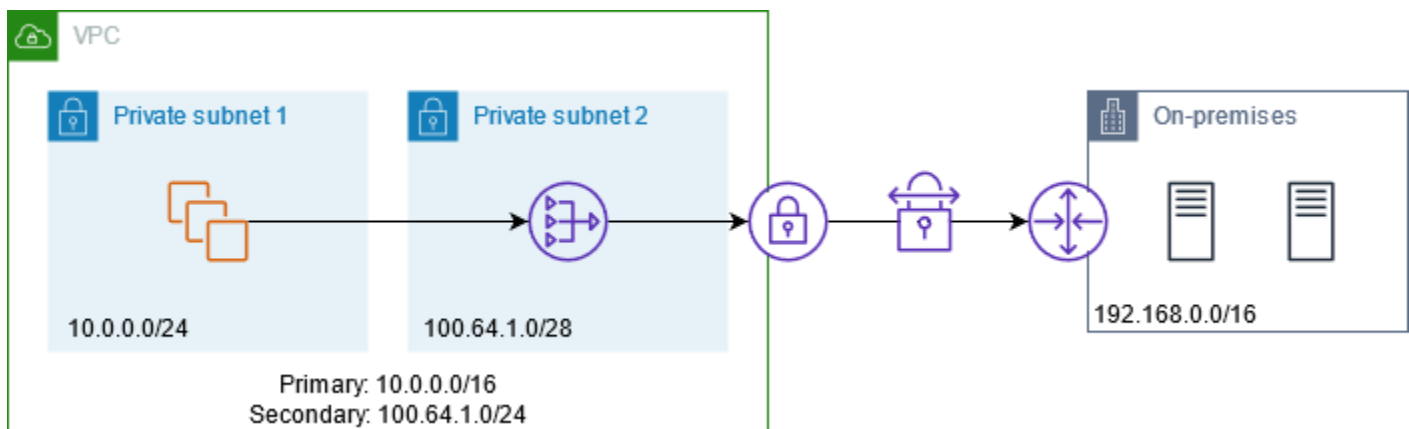 VPC
Private subnet 1
Private subnet 2
On-premises
10.0.0.0/24
100.64.1.0/28
192.168.0.0/16
Primary: 10.0.0.0/16
Secondary: 100.64.1.0/24